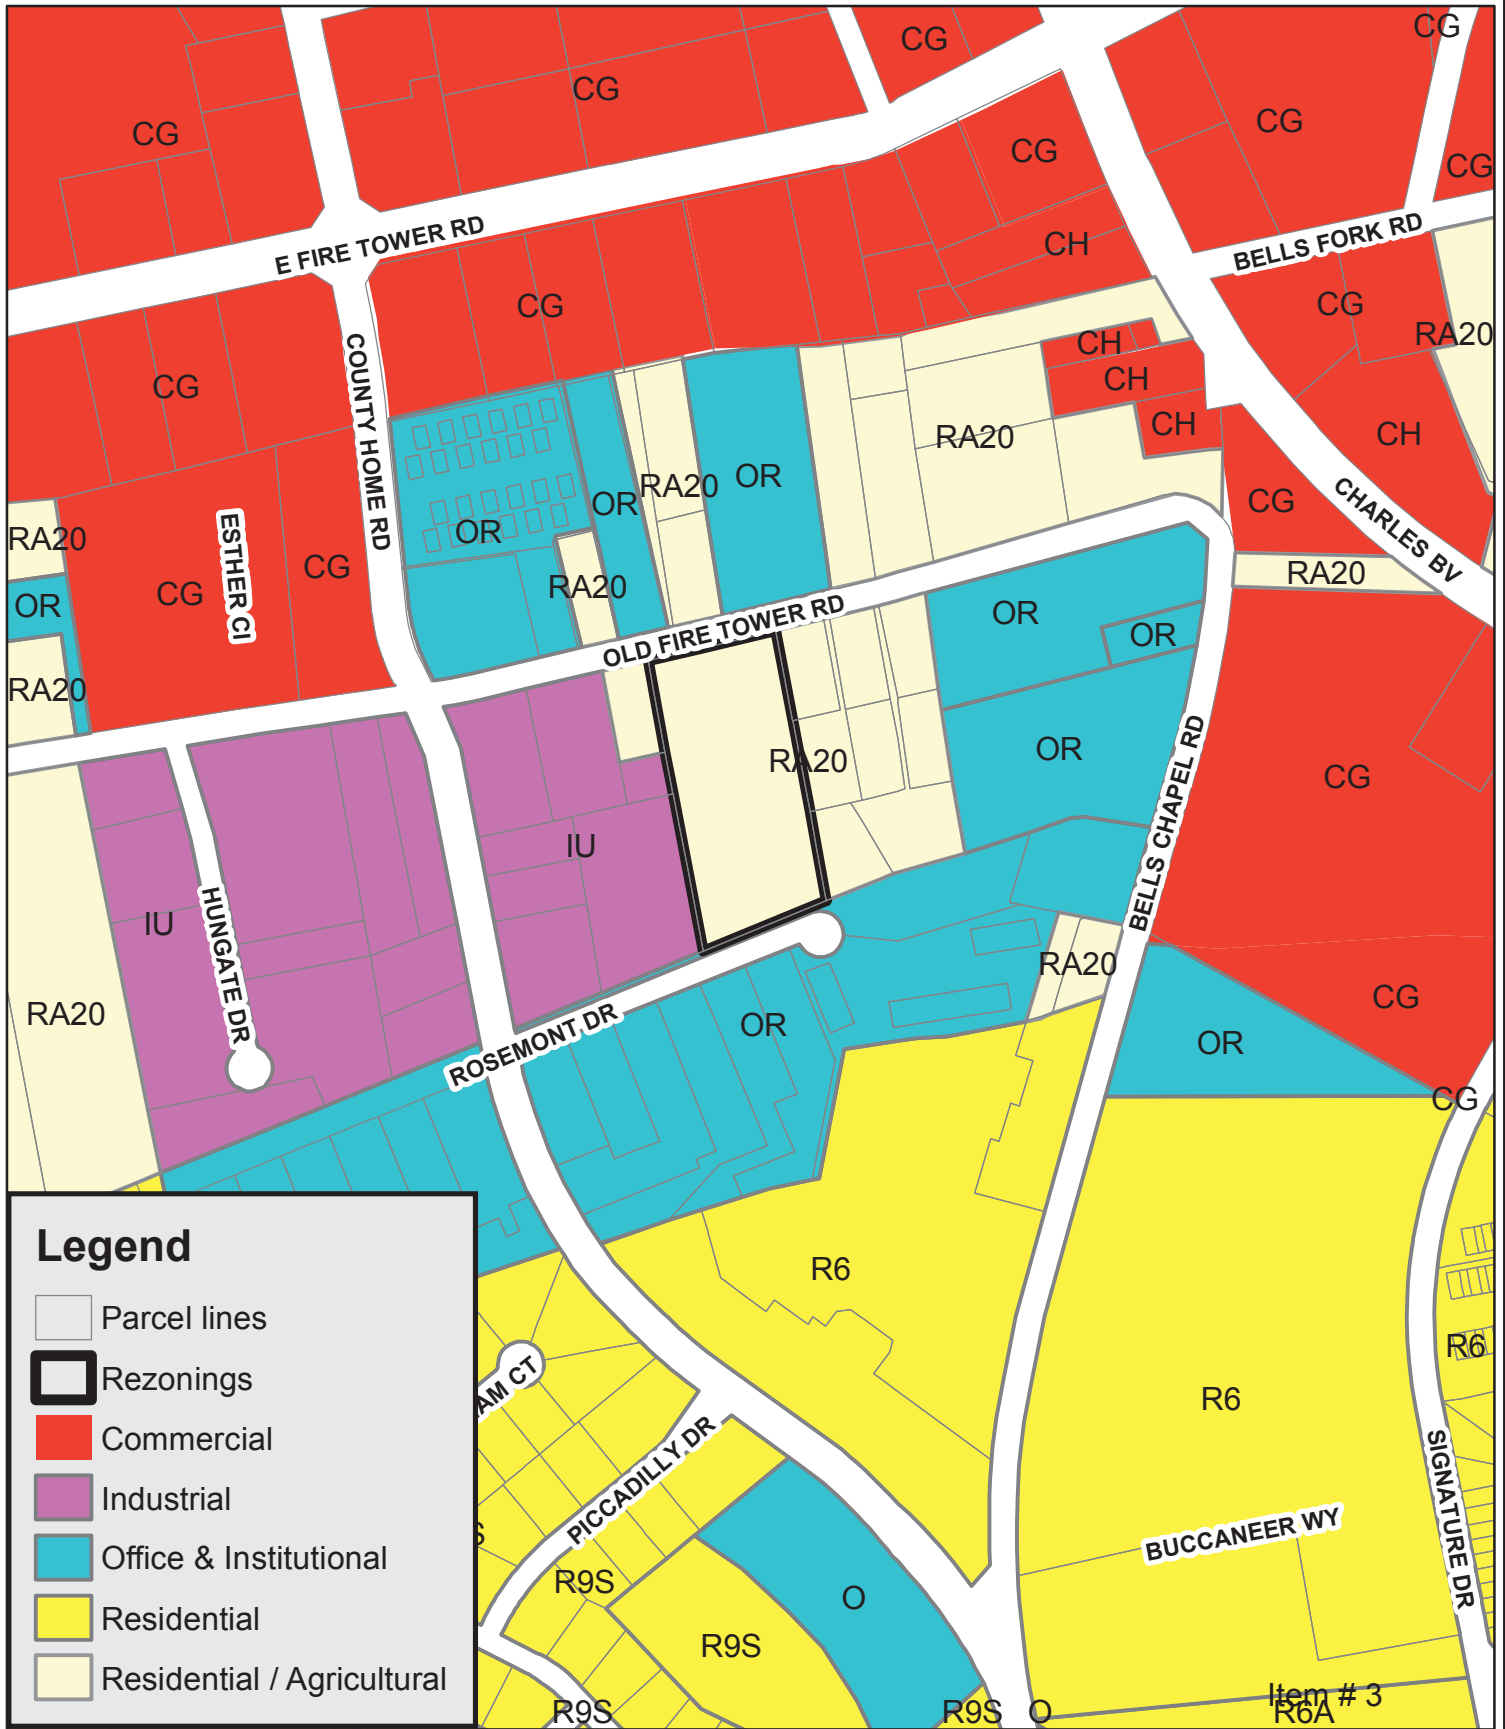 CG
CG
CG
CG
CG
CG
CG
CG
E FIRE TOWER RD
CH
BELLS FORK RD
CG
CG
RA20
COUNTY HOME RD
CH
CH
CH
CH
CG
RA20
OR
RA20
OR
OR
CG
CHARLES BV
RA20
CG
ESTHER CI
CG
RA20
RA20
OR
OLD FIRE TOWER RD
OR
OR
RA20
OR
RA20
CG
BELLS CHAPEL RD
IU
IU
HUNGATE DR
RA20
RA20
CG
ROSEMONT DR
OR
OR
CG
R6
R6
R6
SIGNATURE DR
PICCADILLY DR
BUCCANEER WY
R9S
O
R9S
R9S
R9S
O
Item # 3
R6A
Legend
Parcel lines
Rezonings
Commercial
Industrial
Office & Institutional
Residential
Residential / Agricultural